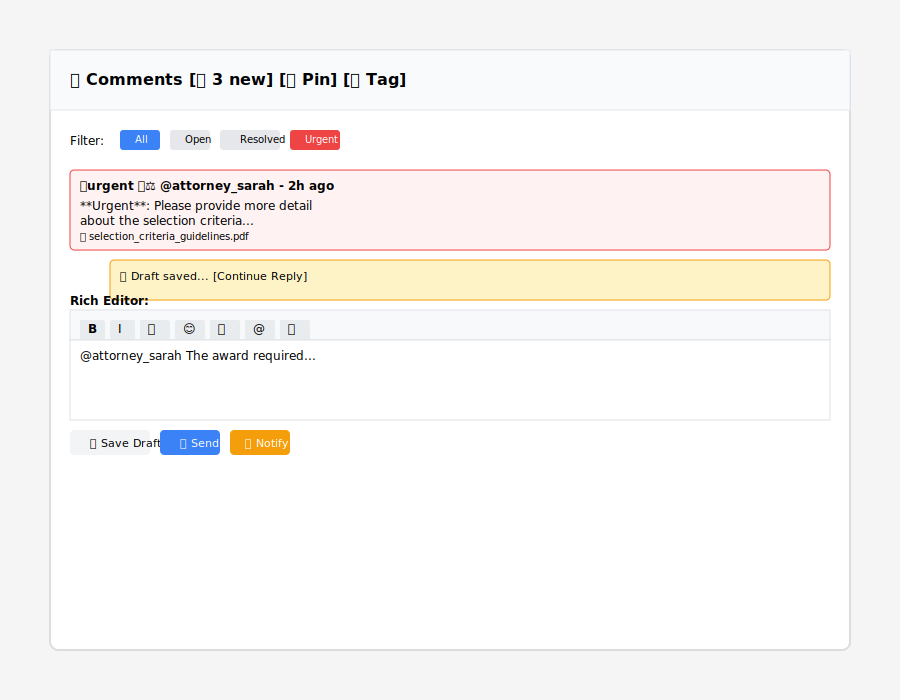 Comments [ 3 new] [ Pin] [ Tag]
Filter: All Open Resolved Urgent
urgent ⚖ @attorney_sarah - 2h ago
**Urgent**: Please provide more detail
about the selection criteria...
selection_criteria_guidelines.pdf
Draft saved... [Continue Reply]
Rich Editor:
B I 😊 @
@attorney_sarah The award required...
Save Draft Send Notify